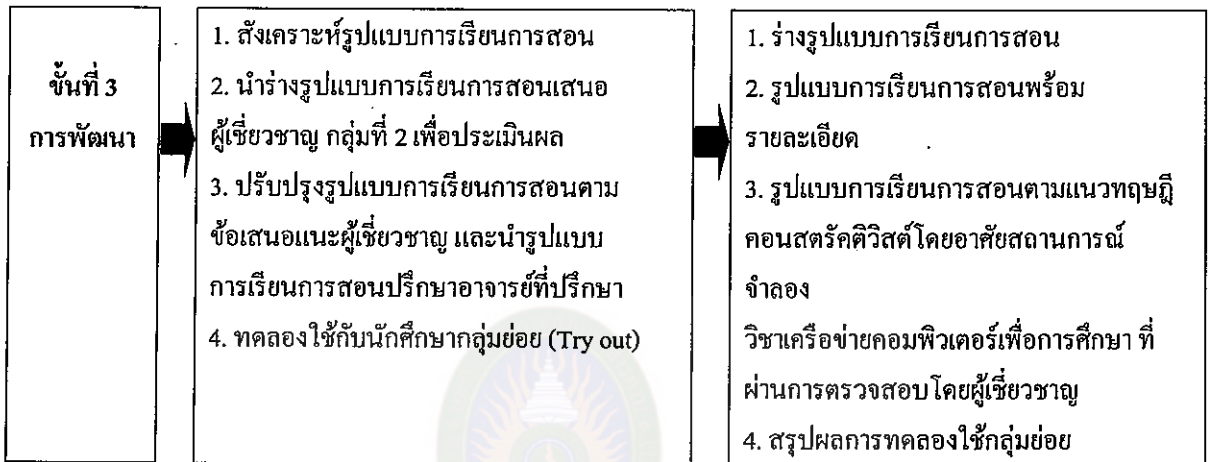 ขั้นที่ 3
การพัฒนา
1. สังเคราะห์รูปแบบการเรียนการสอน
2. นำร่างรูปแบบการเรียนการสอนเสนอ
ผู้เชี่ยวชาญ กลุ่มที่ 2 เพื่อประเมินผล
3. ปรับปรุงรูปแบบการเรียนการสอนตาม
ข้อเสนอแนะผู้เชี่ยวชาญ และนำรูปแบบ
การเรียนการสอนปรึกษาอาจารย์ที่ปรึกษา
4. ทดลองใช้กับนักศึกษากลุ่มย่อย (Try out)
1. ร่างรูปแบบการเรียนการสอน
2. รูปแบบการเรียนการสอนพร้อม
รายละเอียด
3. รูปแบบการเรียนการสอนตามแนวทฤษฎี
คอนสตรัคติวิสต์โดยอาศัยสถานการณ์
จำลอง
วิชาเครือข่ายคอมพิวเตอร์เพื่อการศึกษา ที่
ผ่านการตรวจสอบโดยผู้เชี่ยวชาญ
4. สรุปผลการทดลองใช้กลุ่มย่อย